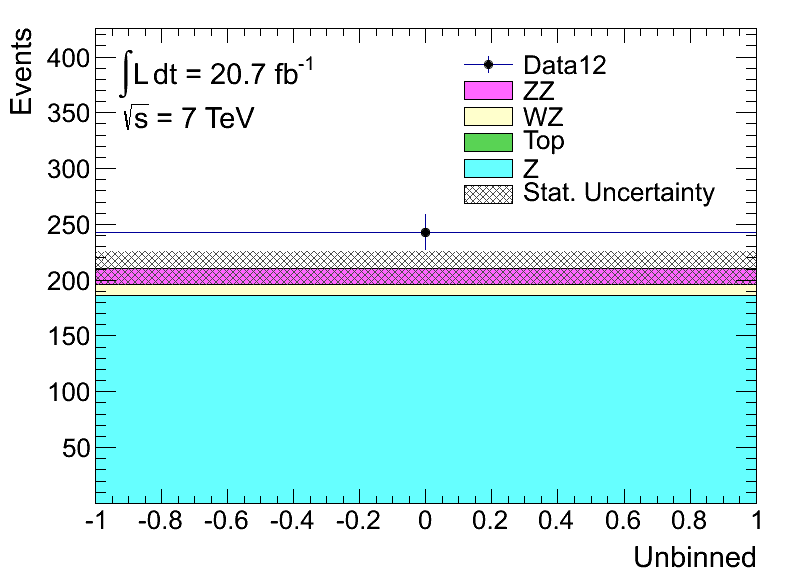 Events
400
350
300
250
200
150
100
50
∫L dt = 20.7 fb⁻¹
√s = 7 TeV
Data12
ZZ
WZ
Top
Z
Stat. Uncertainty
-1 -0.8 -0.6 -0.4 -0.2 0 0.2 0.4 0.6 0.8 1
Unbinned